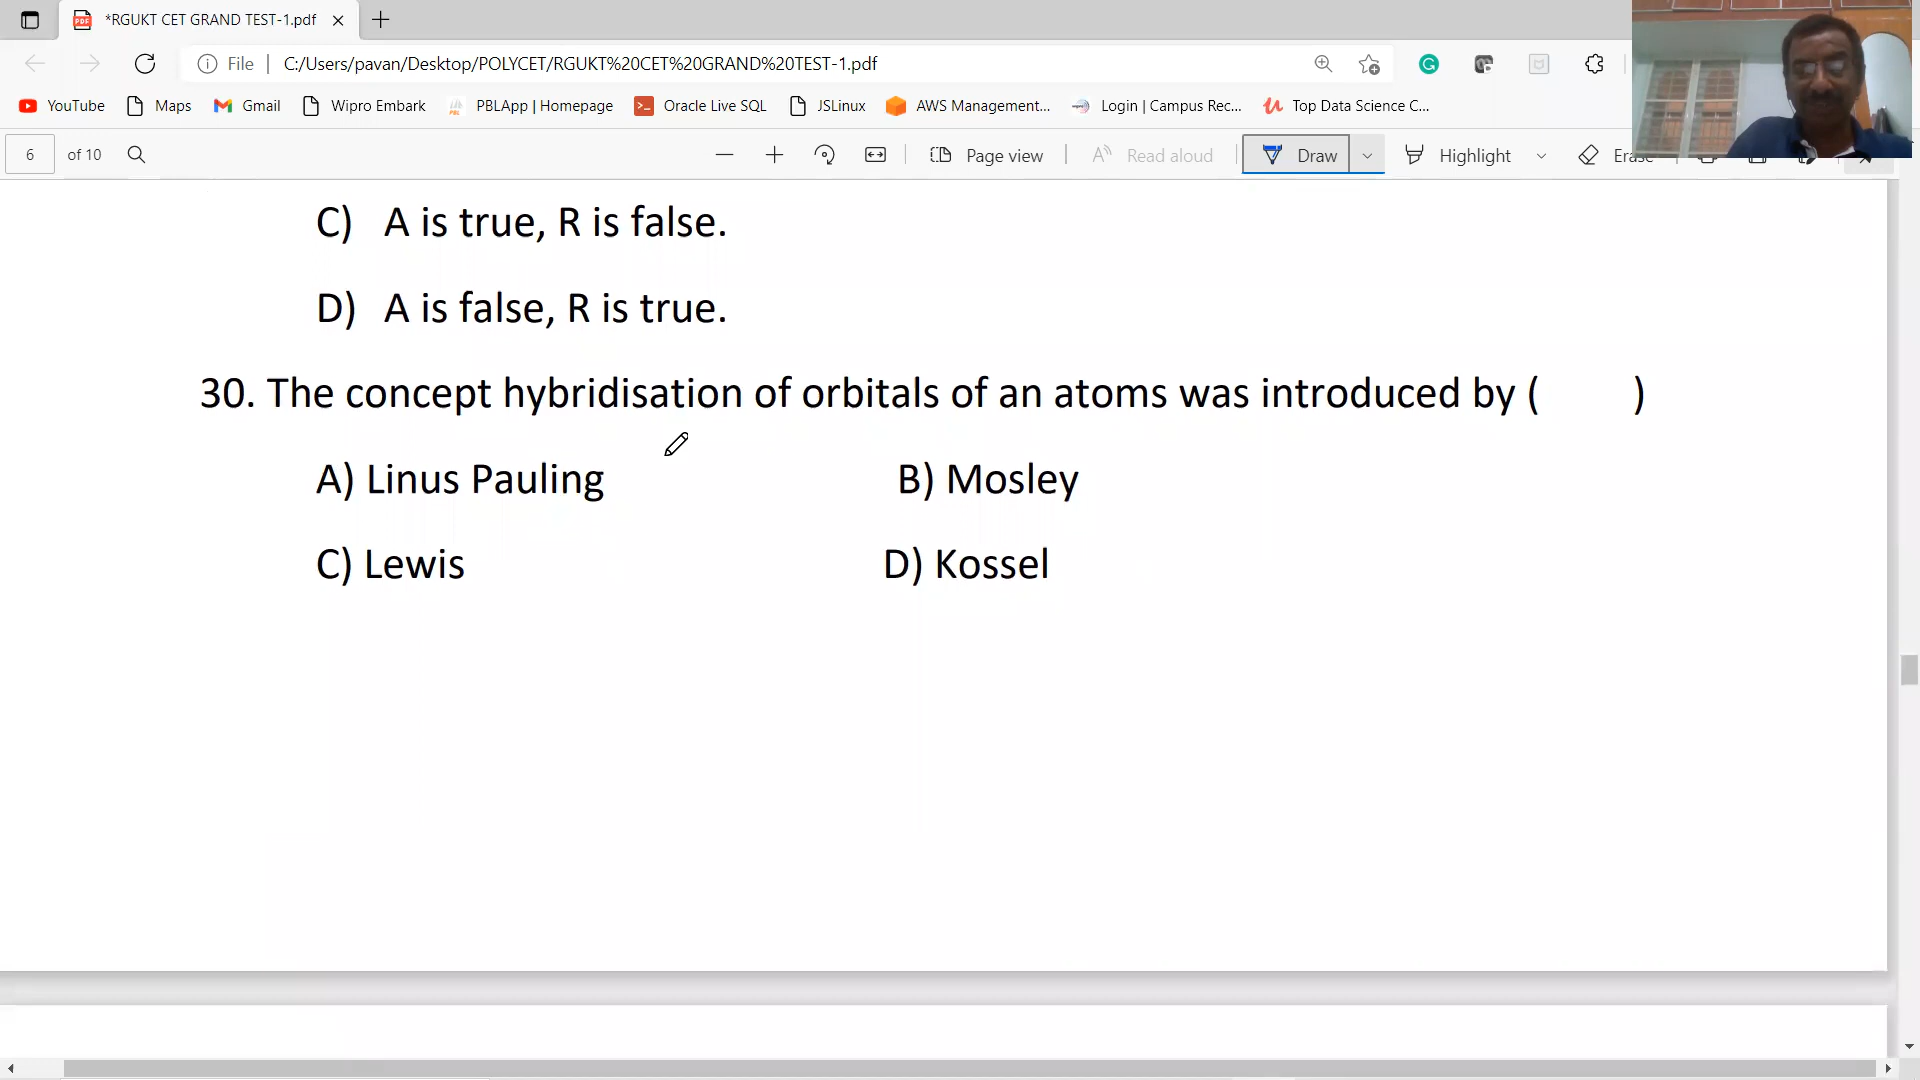 *RGUKT CET GRAND TEST-1.pdf
File C:/Users/pavan/Desktop/POLYCET/RGUKT%20CET%20GRAND%20TEST-1.pdf
YouTube Maps Gmail Wipro Embark PBLApp | Homepage Oracle Live SQL JSLinux AWS Management... Login | Campus Rec... Top Data Science C...
6 of 10 Page view Read aloud Draw Highlight Erase
C) A is true, R is false.
D) A is false, R is true.
30. The concept hybridisation of orbitals of an atoms was introduced by ( )
A) Linus Pauling B) Mosley
C) Lewis D) Kossel